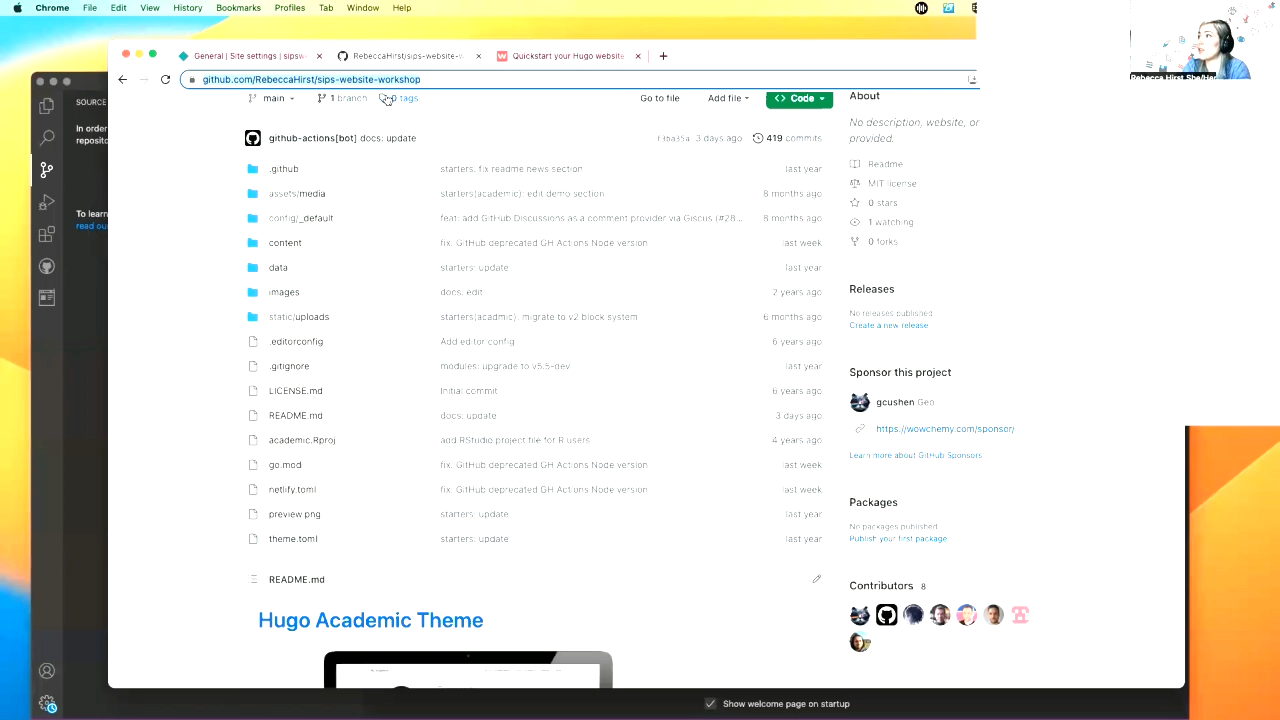 Chrome File Edit View History Bookmarks Profiles Tab Window Help
General | Site settings | sipsw
RebeccaHirst/sips-website-w
Quickstart your Hugo website
github.com/RebeccaHirst/sips-website-workshop
SOURCE
In order
reposito
To learn
read ou
main
1 branch
0 tags
Go to file
Add file
Code
github-actions[bot] docs: update
f3ba35a 3 days ago
419 commits
.github starters: fix readme news section last year
assets/media starters(academic): edit demo section 8 months ago
config/_default feat: add GitHub Discussions as a comment provider via Giscus (#28... 8 months ago
content fix: GitHub deprecated GH Actions Node version last week
data starters: update last year
images docs: edit 2 years ago
static/uploads starters(acadmic): migrate to v2 block system 6 months ago
.editorconfig Add editor config 6 years ago
.gitignore modules: upgrade to v5.5-dev last year
LICENSE.md Initial commit 6 years ago
README.md docs: update 3 days ago
academic.Rproj add RStudio project file for R users 4 years ago
go.mod fix: GitHub deprecated GH Actions Node version last week
netlify.toml fix: GitHub deprecated GH Actions Node version last week
preview.png starters: update last year
theme.toml starters: update last year
README.md
Hugo Academic Theme
About
No description, website, or
provided.
Readme
MIT license
0 stars
1 watching
0 forks
Releases
No releases published
Create a new release
Sponsor this project
gcushen Geo
https://wowchemy.com/sponsor/
Learn more about GitHub Sponsors
Packages
No packages published
Publish your first package
Contributors 8
Rebecca Hirst She/Her
Show welcome page on startup